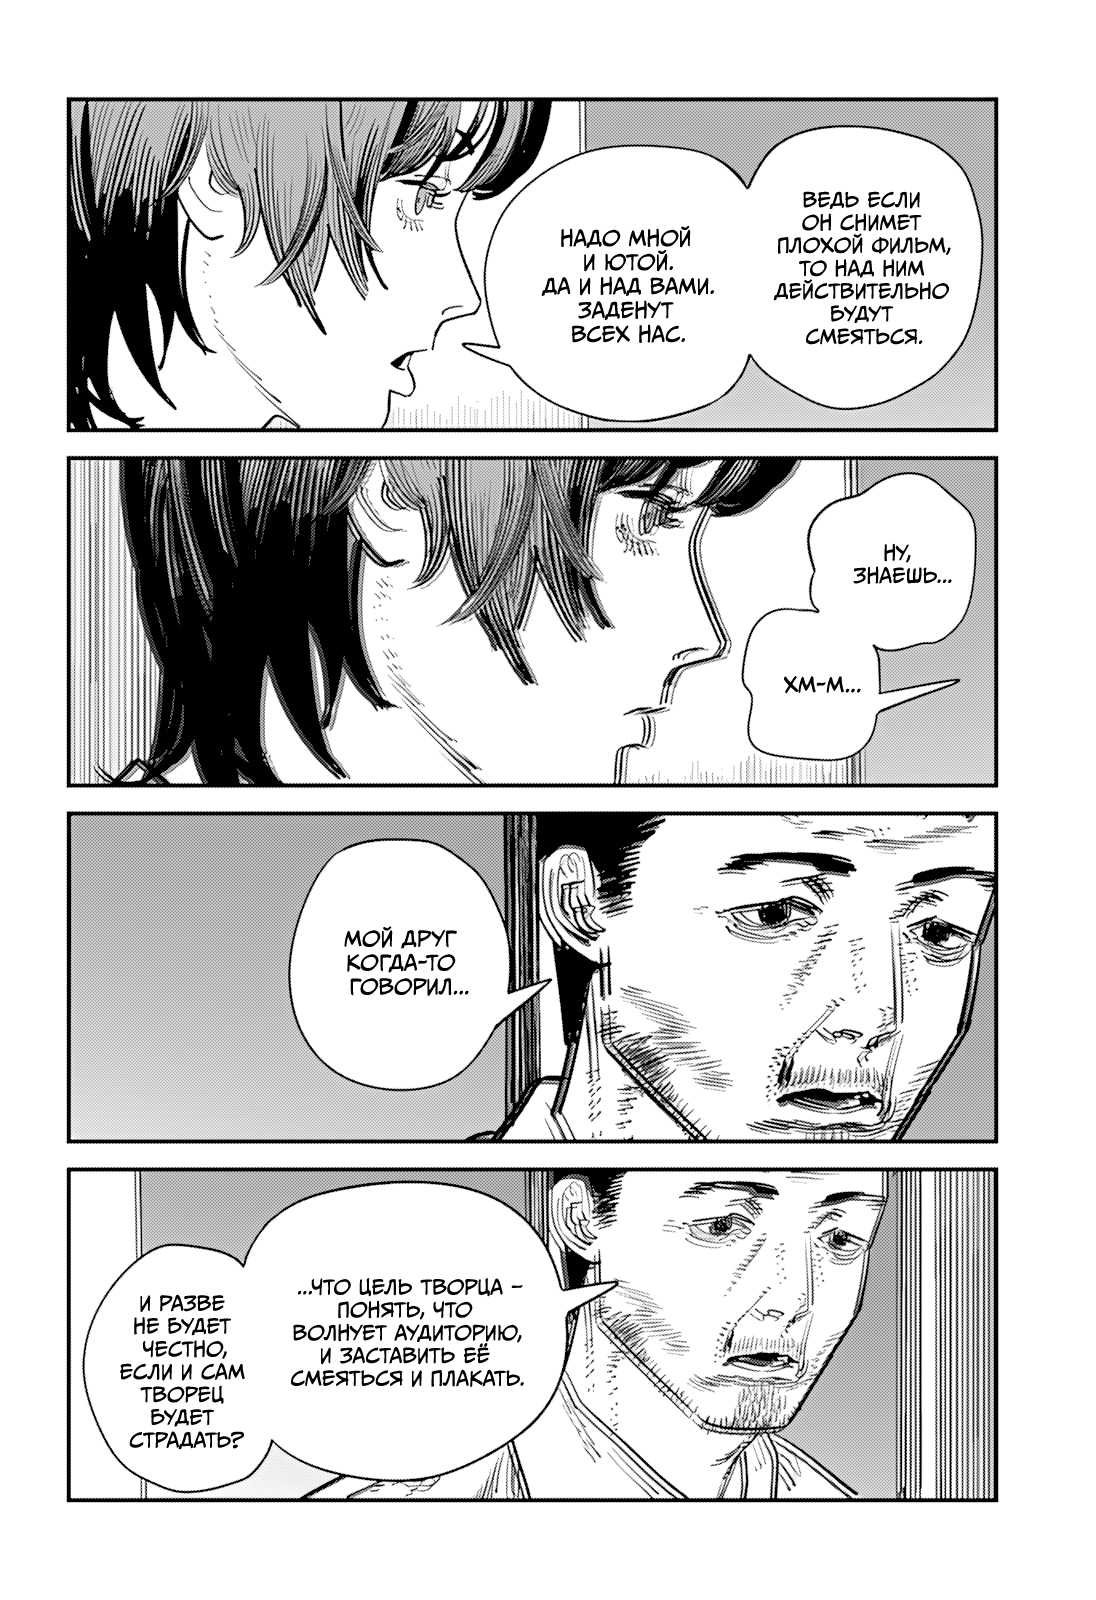 ВЕДЬ ЕСЛИ
ОН СНИМЕТ
ПЛОХОЙ ФИЛЬМ,
ТО НАД НИМ
ДЕЙСТВИТЕЛЬНО
БУДУТ
СМЕЯТЬСЯ.
НАДО МНОЙ
И ЮТОЙ.
ДА И НАД ВАМИ.
ЗАДЕНУТ
ВСЕХ НАС.
НУ,
ЗНАЕШЬ...
ХМ-М...
МОЙ ДРУГ
КОГДА-ТО
ГОВОРИЛ...
...ЧТО ЦЕЛЬ ТВОРЦА –
ПОНЯТЬ, ЧТО
ВОЛНУЕТ АУДИТОРИЮ,
И ЗАСТАВИТЬ ЕЁ
СМЕЯТЬСЯ И ПЛАКАТЬ.
И РАЗВЕ
НЕ БУДЕТ
ЧЕСТНО,
ЕСЛИ И САМ
ТВОРЕЦ
БУДЕТ
СТРАДАТЬ?